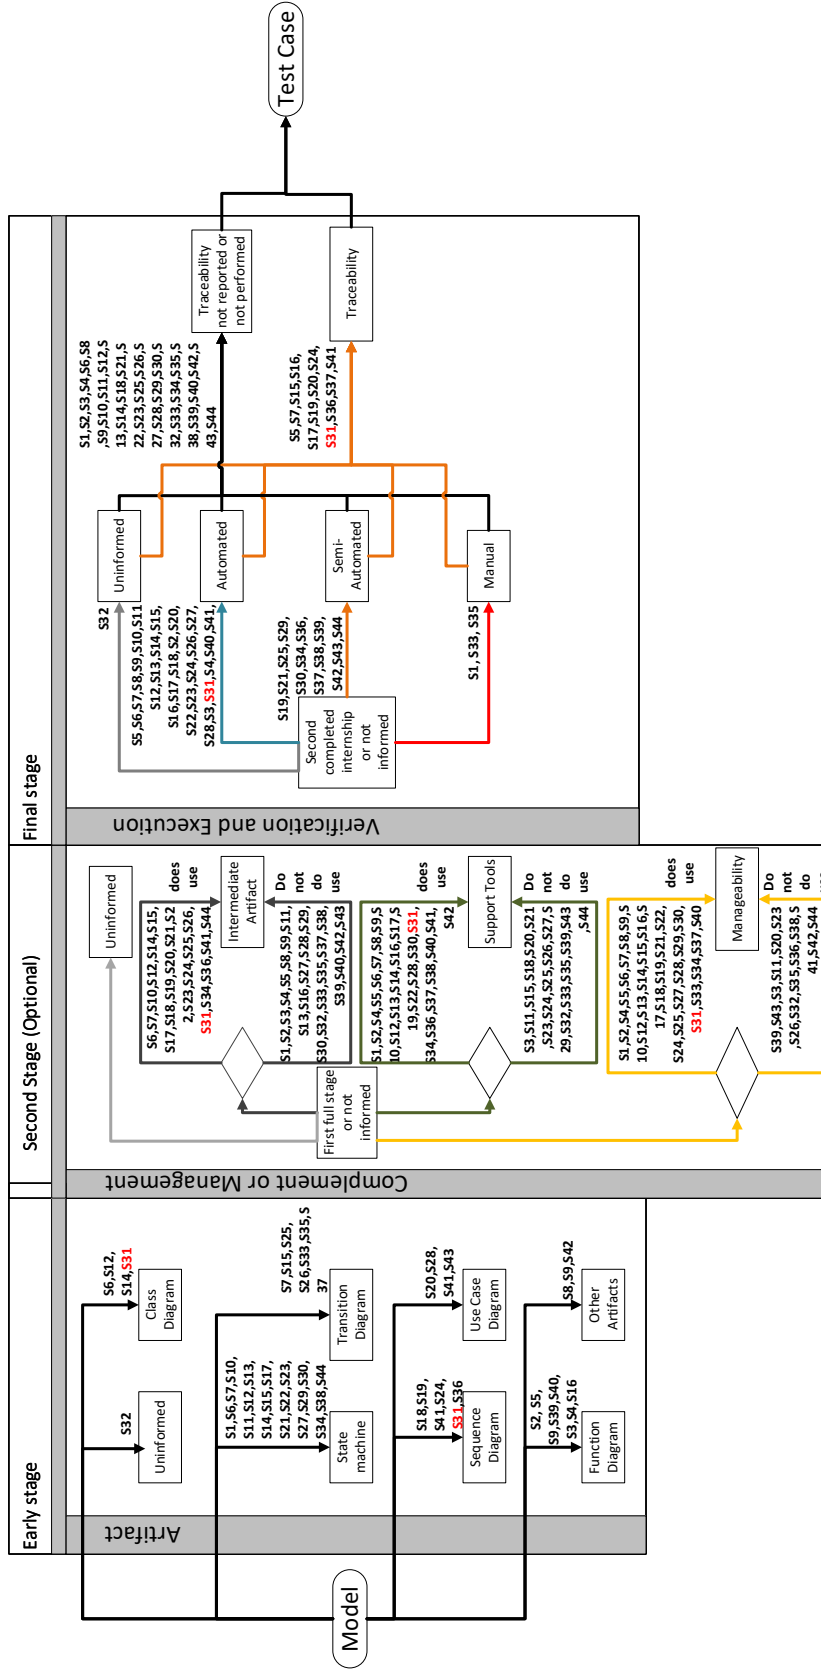 Early stage
Second Stage (Optional)
Final stage
Artifact
Complement or Management
Verification and Execution
Model
S32
Uninformed
S6,S12,
S14,S31
Class
Diagram
S1,S6,S7,S10,
S11,S12,S13,
S14,S15,S17,
S21,S22,S23,
S27,S29,S30,
S34,S38,S44
State
machine
S7,S15,S25,
S26,S33,S35,S
37
Transition
Diagram
S18,S19,
S41,S24,
S31,S36
Sequence
Diagram
S20,S28,
S41,S43
Use Case
Diagram
S2, S5,
S9,S39,S40,
S3,S4,S16
Function
Diagram
S8,S9,S42
Other
Artifacts
First full stage
or not
informed
Uninformed
S6,S7,S10,S12,S14,S15,
S17,S18,S19,S20,S21,S2
2,S23,S24,S25,S26,
S31,S34,S36,S41,S44
does
use
Intermediate
Artifact
S1,S2,S3,S4,S5,S8,S9,S11,
S13,S16,S27,S28,S29,
S30,S32,S33,S35,S37,S38,
S39,S40,S42,S43
Do
not
do
use
S1,S2,S4,S5,S6,S7,S8,S9,S
10,S12,S13,S14,S16,S17,S
19,S22,S28,S30,S31,
S34,S36,S37,S38,S40,S41,
S42
does
use
Support Tools
S3,S11,S15,S18,S20,S21
,S23,S24,S25,S26,S27,S
29,S32,S33,S35,S39,S43
,S44
Do
not
do
use
S1,S2,S4,S5,S6,S7,S8,S9,S
10,S12,S13,S14,S15,S16,S
17,S18,S19,S21,S22,
S24,S25,S27,S28,S29,S30,
S31,S33,S34,S37,S40
does
use
Manageability
S39,S43,S3,S11,S20,S23
,S26,S32,S35,S36,S38,S
41,S42,S44
Do
not
do
use
Second
completed
internship
or not
informed
S32
Uninformed
S5,S6,S7,S8,S9,S10,S11
S12,S13,S14,S15,
S16,S17,S18,S2,S20,
S22,S23,S24,S26,S27,
S28,S3,S31,S4,S40,S41,
Automated
S19,S21,S25,S29,
S30,S34,S36,
S37,S38,S39,
S42,S43,S44
Semi-
Automated
S1, S33, S35
Manual
S1,S2,S3,S4,S6,S8
,S9,S10,S11,S12,S
13,S14,S18,S21,S
22,S23,S25,S26,S
27,S28,S29,S30,S
32,S33,S34,S35,S
38,S39,S40,S42,S
43,S44
Traceability
not reported or
not performed
S5,S7,S15,S16,
S17,S19,S20,S24,
S31,S36,S37,S41
Traceability
Test Case